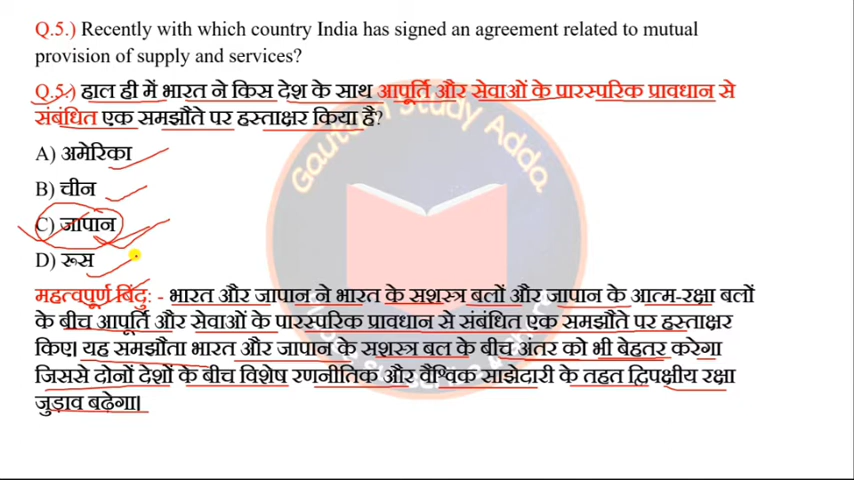 Q.5.) Recently with which country India has signed an agreement related to mutual
provision of supply and services?
Q.5.) हाल ही में भारत ने किस देश के साथ आपूर्ति और सेवाओं के पारस्परिक प्रावधान से
संबंधित एक समझौते पर हस्ताक्षर किया है?
A) अमेरिका
B) चीन
C) जापान
D) रूस
महत्वपूर्ण बिंदु: - भारत और जापान ने भारत के सशस्त्र बलों और जापान के आत्म-रक्षा बलों
के बीच आपूर्ति और सेवाओं के पारस्परिक प्रावधान से संबंधित एक समझौते पर हस्ताक्षर
किए। यह समझौता भारत और जापान के सशस्त्र बल के बीच अंतर को भी बेहतर करेगा
जिससे दोनों देशों के बीच विशेष रणनीतिक और वैश्विक साझेदारी के तहत द्विपक्षीय रक्षा
जुड़ाव बढ़ेगा।
Gautam Study Adda